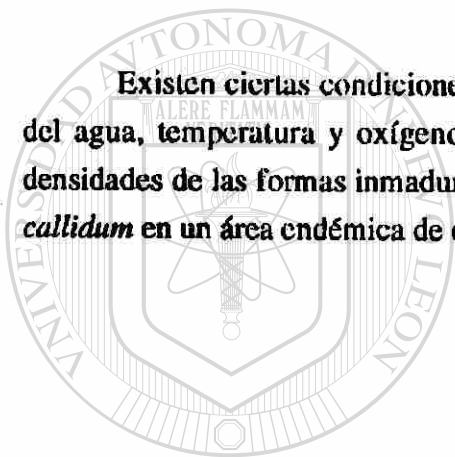 Existen ciertas condicione
ALERE FLAMMAM
del agua, temperatura y oxígeno
densidades de las formas inmadur
callidum en un área endémica de
UNIVERSIDAD AUTONOMA DE NUEVO LEON